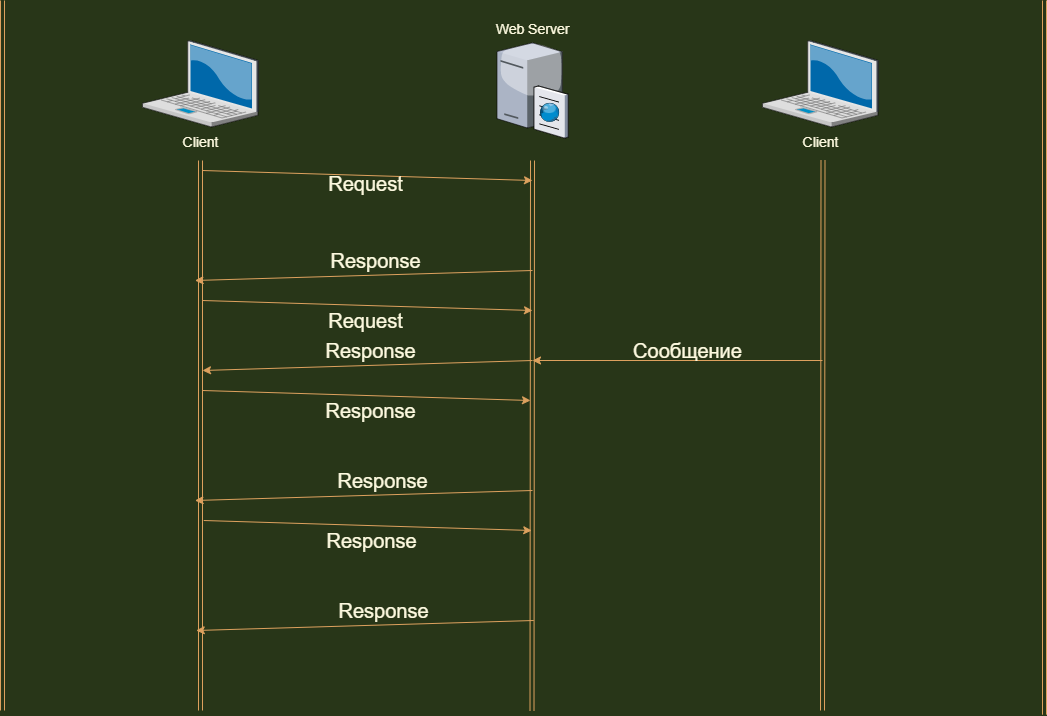 Web Server
Client
Client
Request
Response
Request
Response
Сообщение
Response
Response
Response
Response